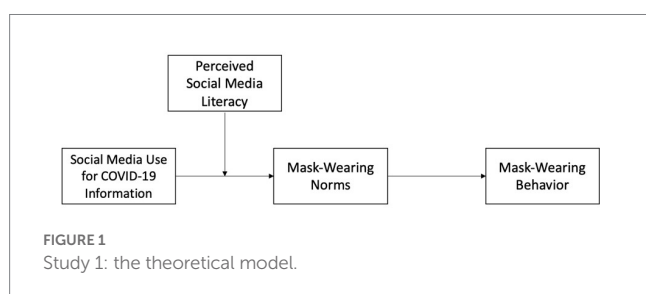 Perceived
Social Media
Literacy
Social Media Use
for COVID-19
Information
Mask-Wearing
Norms
Mask-Wearing
Behavior
FIGURE 1
Study 1: the theoretical model.